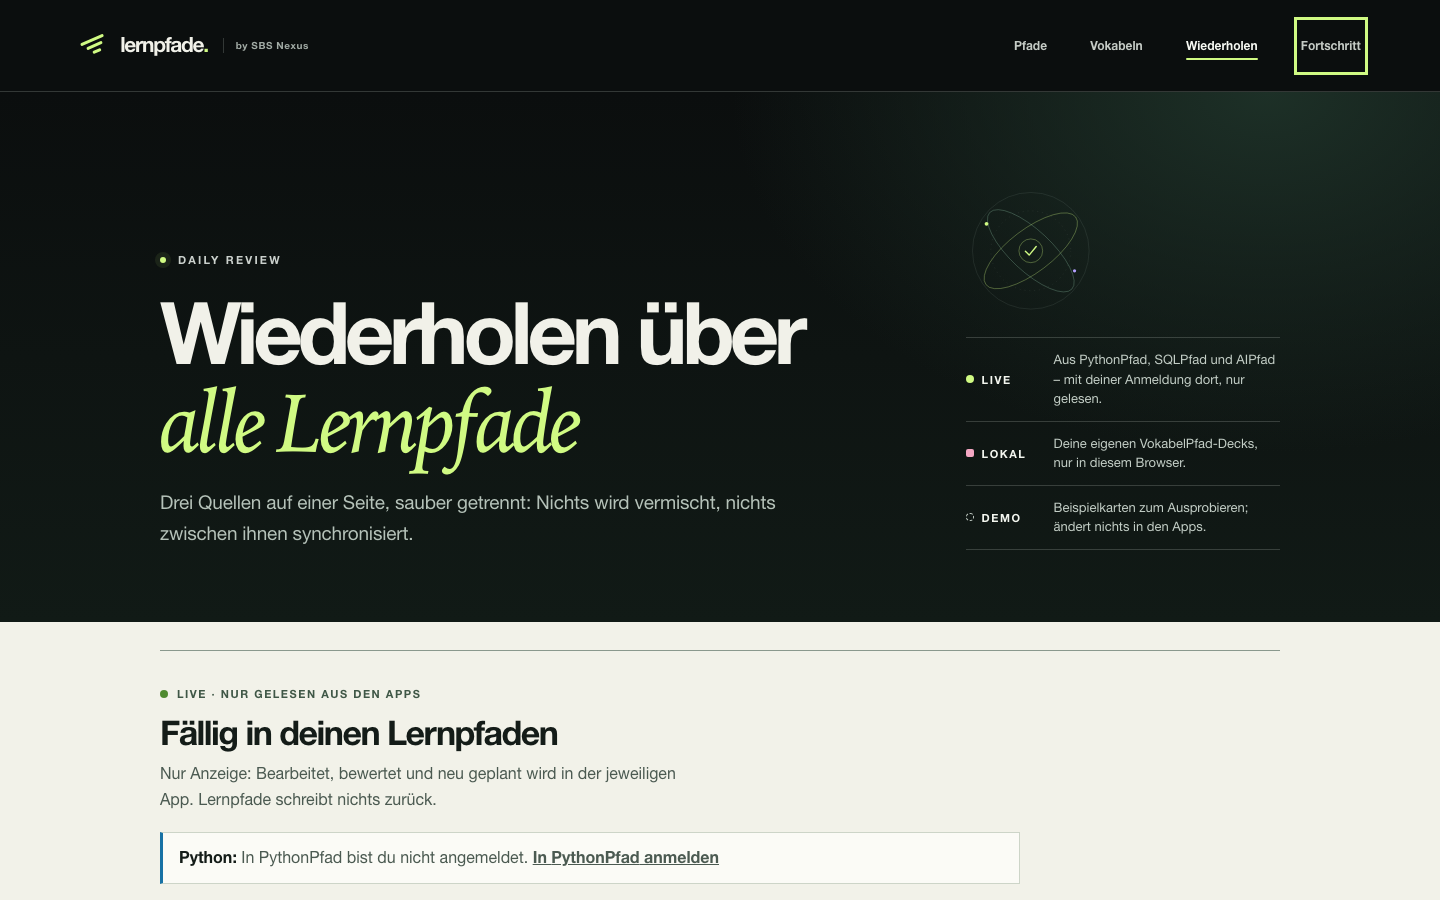 lernpfade.
by SBS Nexus
Pfade
Vokabeln
Wiederholen
Fortschritt
DAILY REVIEW
Wiederholen über
alle Lernpfade
Drei Quellen auf einer Seite, sauber getrennt: Nichts wird vermischt, nichts
zwischen ihnen synchronisiert.
LIVE
Aus PythonPfad, SQLPfad und AIPfad
– mit deiner Anmeldung dort, nur
gelesen.
LOKAL
Deine eigenen VokabelPfad-Decks,
nur in diesem Browser.
DEMO
Beispielkarten zum Ausprobieren;
ändert nichts in den Apps.
LIVE · NUR GELESEN AUS DEN APPS
Fällig in deinen Lernpfaden
Nur Anzeige: Bearbeitet, bewertet und neu geplant wird in der jeweiligen
App. Lernpfade schreibt nichts zurück.
Python: In PythonPfad bist du nicht angemeldet. In PythonPfad anmelden